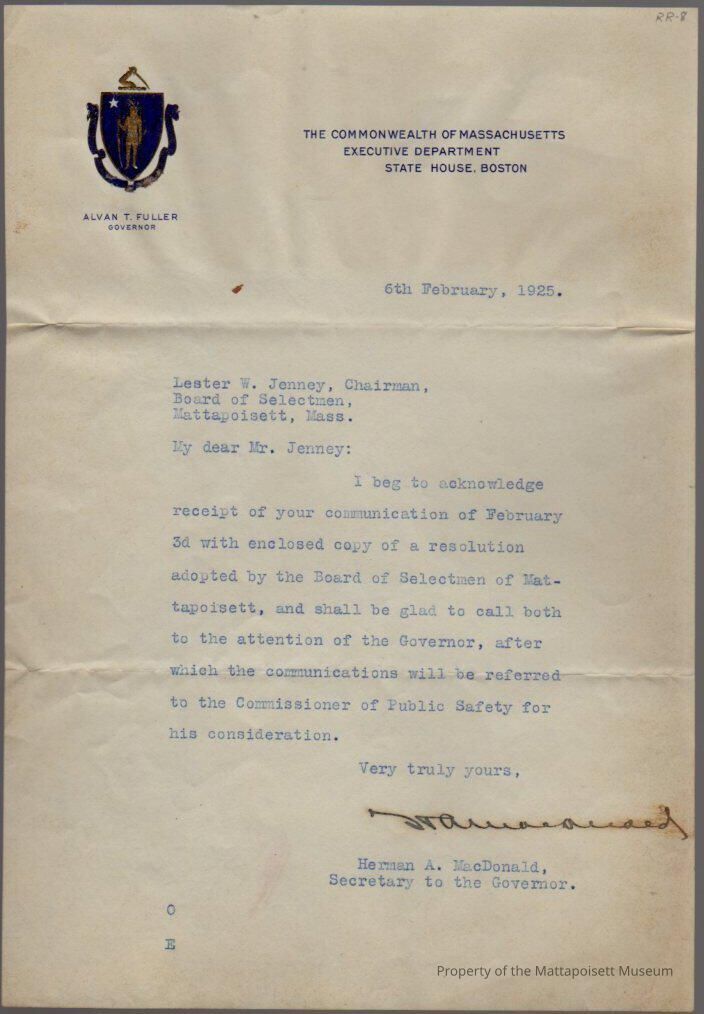 RR-8
THE COMMONWEALTH OF MASSACHUSETTS
EXECUTIVE DEPARTMENT
STATE HOUSE, BOSTON
ALVAN T. FULLER
GOVERNOR
6th February, 1925.
Lester W. Jenney, Chairman,
Board of Selectmen,
Mattapoisett, Mass.
My dear Mr. Jenney:
I beg to acknowledge
receipt of your communication of February
3d with enclosed copy of a resolution
adopted by the Board of Selectmen of Mat-
tapoisett, and shall be glad to call both
to the attention of the Governor, after
which the communications will be referred
to the Commissioner of Public Safety for
his consideration.
Very truly yours,
HAMacDonald
Herman A. MacDonald,
Secretary to the Governor.
O
E
Property of the Mattapoisett Museum